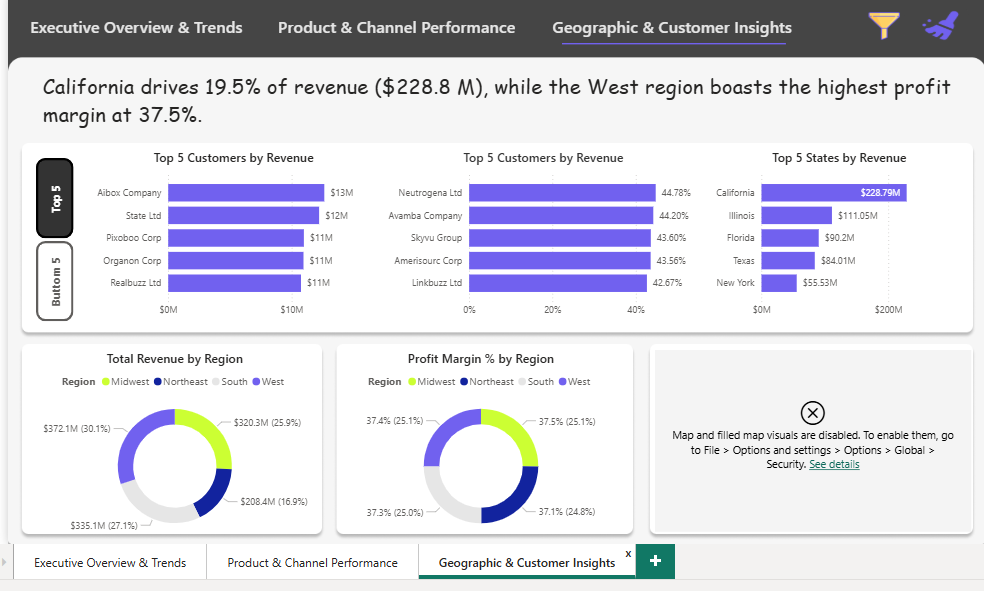 Executive Overview & Trends
Product & Channel Performance
Geographic & Customer Insights
California drives 19.5% of revenue ($228.8 M), while the West region boasts the highest profit
margin at 37.5%.
Top 5
Buttom 5
Top 5 Customers by Revenue
Aibox Company $13M
State Ltd $12M
Pixoboo Corp $11M
Organon Corp $11M
Realbuzz Ltd $11M
$0M $10M
Top 5 Customers by Revenue
Neutrogena Ltd 44.78%
Avamba Company 44.20%
Skyvu Group 43.60%
Amerisourc Corp 43.56%
Linkbuzz Ltd 42.67%
0% 20% 40%
Top 5 States by Revenue
California $228.79M
Illinois $111.05M
Florida $90.2M
Texas $84.01M
New York $55.53M
$0M $200M
Total Revenue by Region
Region Midwest Northeast South West
$372.1M (30.1%)
$320.3M (25.9%)
$208.4M (16.9%)
$335.1M (27.1%)
Profit Margin % by Region
Region Midwest Northeast South West
37.4% (25.1%)
37.5% (25.1%)
37.3% (25.0%)
37.1% (24.8%)
Map and filled map visuals are disabled. To enable them, go
to File > Options and settings > Options > Global >
Security. See details
Executive Overview & Trends
Product & Channel Performance
Geographic & Customer Insights
x
+